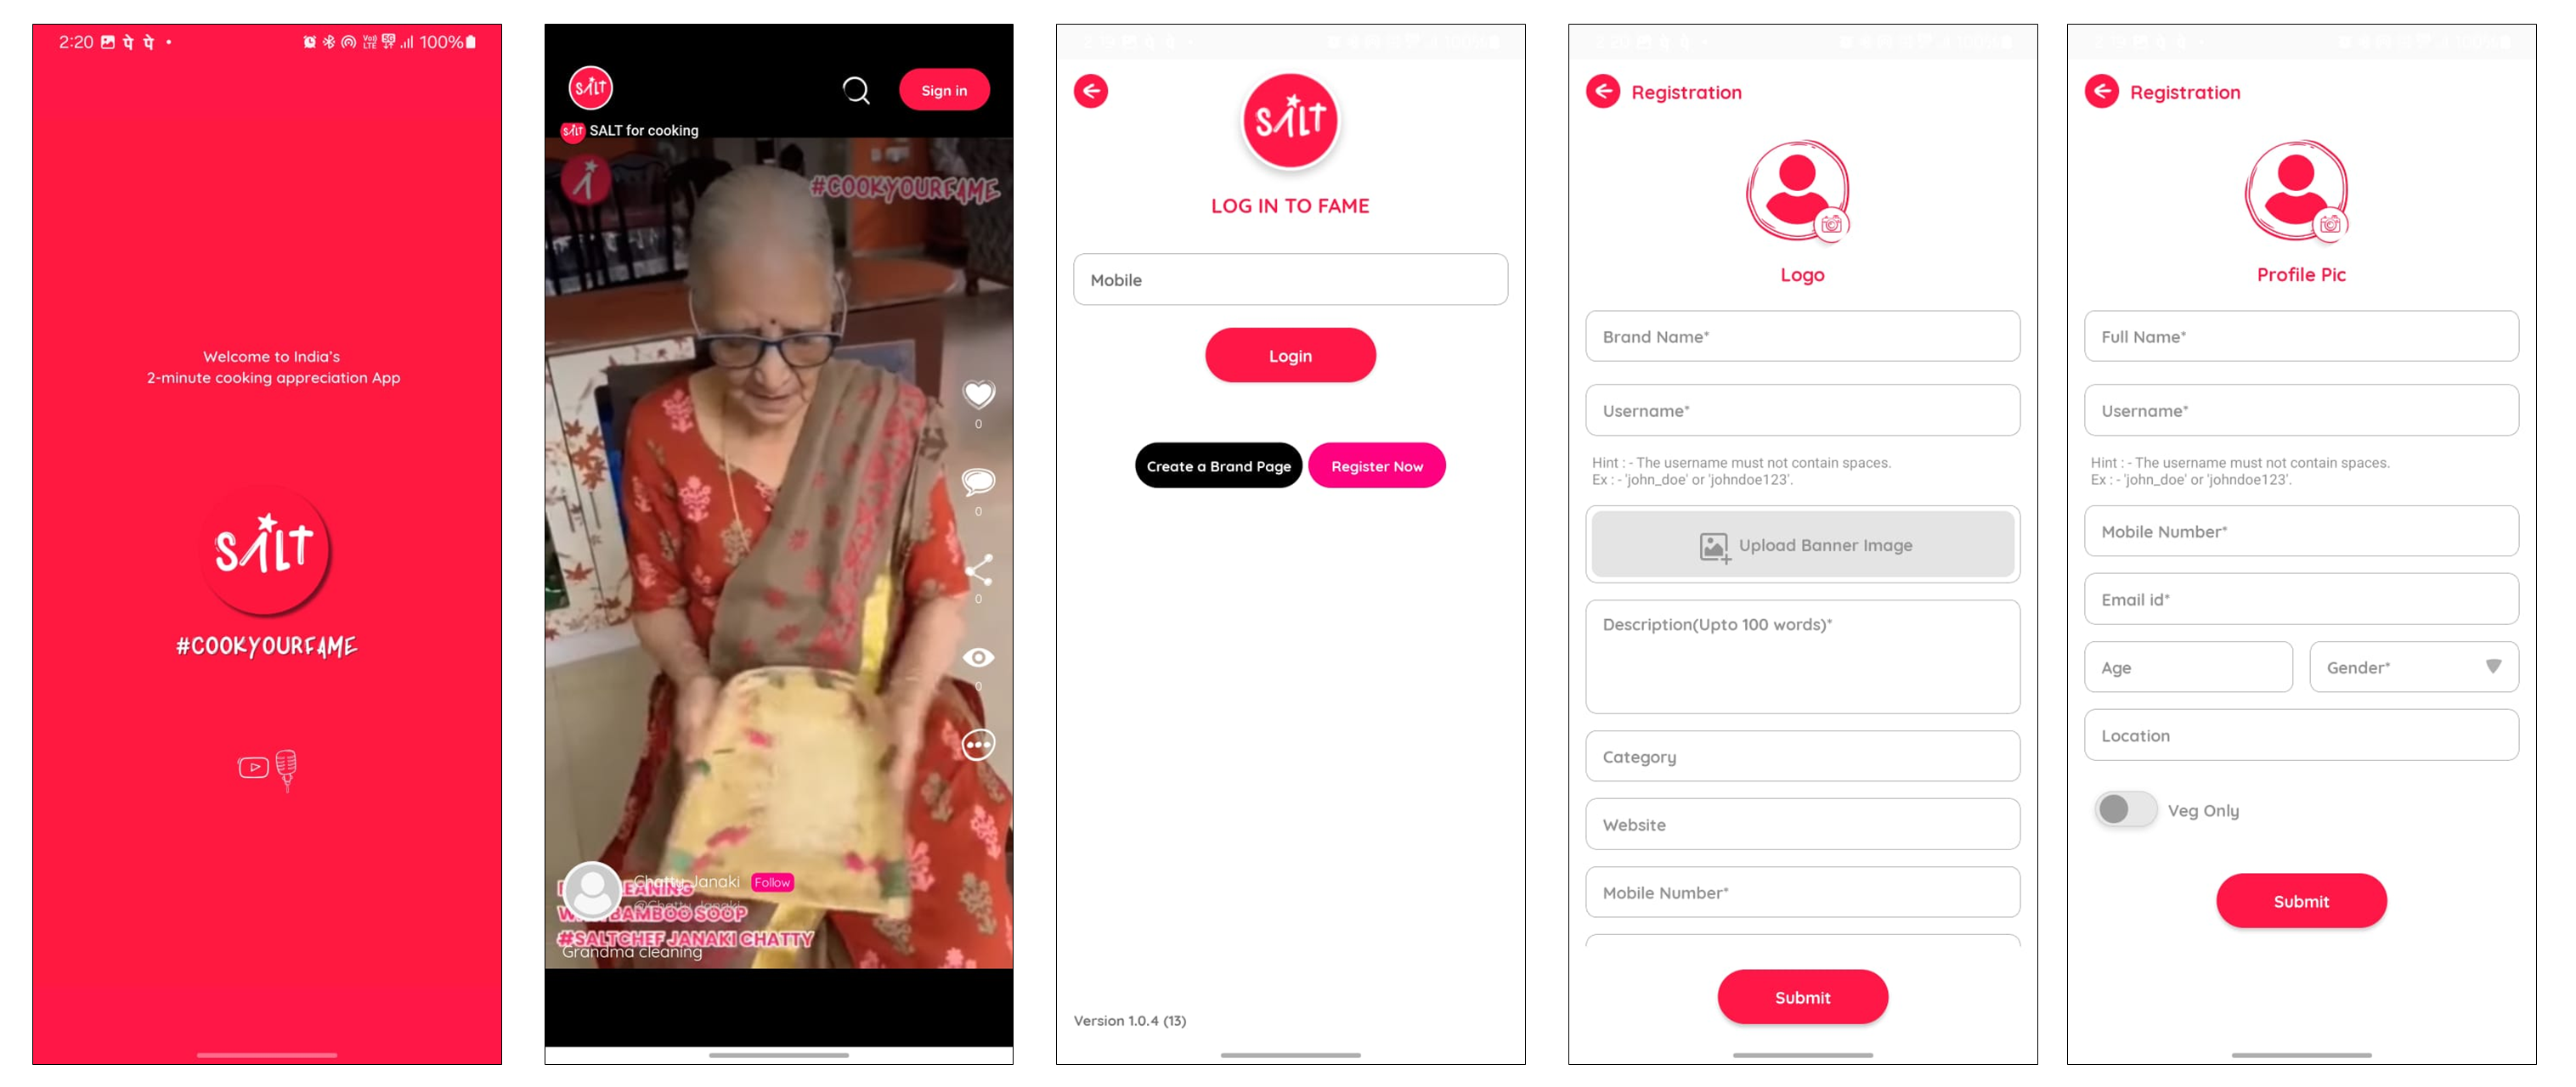 2:20 पे पे 100%
Welcome to India's
2-minute cooking appreciation App
SALT
#COOKYOURFAME
SALT
Sign in
SALT SALT for cooking
#COOKYOURFAME
0
0
0
0
Chatty Janaki Follow
@Chatty Janaki
EANING
W BAMBOO SOOP
#SALTCHEF JANAKI CHATTY
Grandma cleaning
SALT
LOG IN TO FAME
Mobile
Login
Create a Brand Page Register Now
Version 1.0.4 (13)
Registration
Logo
Brand Name*
Username*
Hint : - The username must not contain spaces.
Ex : - 'john_doe' or 'johndoe123'.
Upload Banner Image
Description(Upto 100 words)*
Category
Website
Mobile Number*
Submit
Registration
Profile Pic
Full Name*
Username*
Hint : - The username must not contain spaces.
Ex : - 'john_doe' or 'johndoe123'.
Mobile Number*
Email id*
Age Gender*
Location
Veg Only
Submit